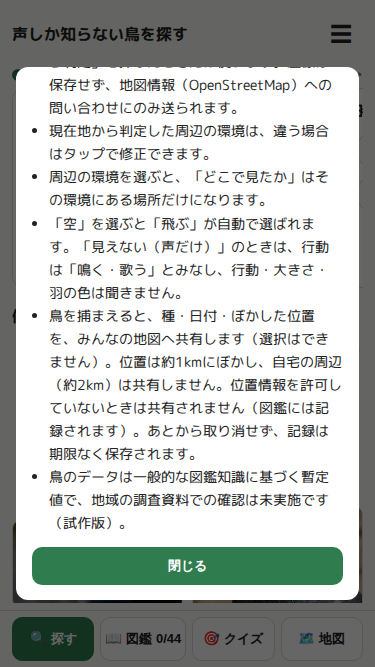 声しか知らない鳥を探す
保存せず、地図情報（OpenStreetMap）への
問い合わせにのみ送られます。
現在地から判定した周辺の環境は、違う場合
はタップで修正できます。
周辺の環境を選ぶと、「どこで見たか」はそ
の環境にある場所だけになります。
「空」を選ぶと「飛ぶ」が自動で選ばれま
す。「見えない（声だけ）」のときは、行動
は「鳴く・歌う」とみなし、行動・大きさ・
羽の色は聞きません。
鳥を捕まえると、種・日付・ぼかした位置
を、みんなの地図へ共有します（選択はでき
ません）。位置は約1kmにぼかし、自宅の周辺
（約2km）は共有しません。位置情報を許可し
ていないときは共有されません（図鑑には記
録されます）。あとから取り消せず、記録は
期限なく保存されます。
鳥のデータは一般的な図鑑知識に基づく暫定
値で、地域の調査資料での確認は未実施です
（試作版）。
閉じる
探す
図鑑 0/44
クイズ
地図